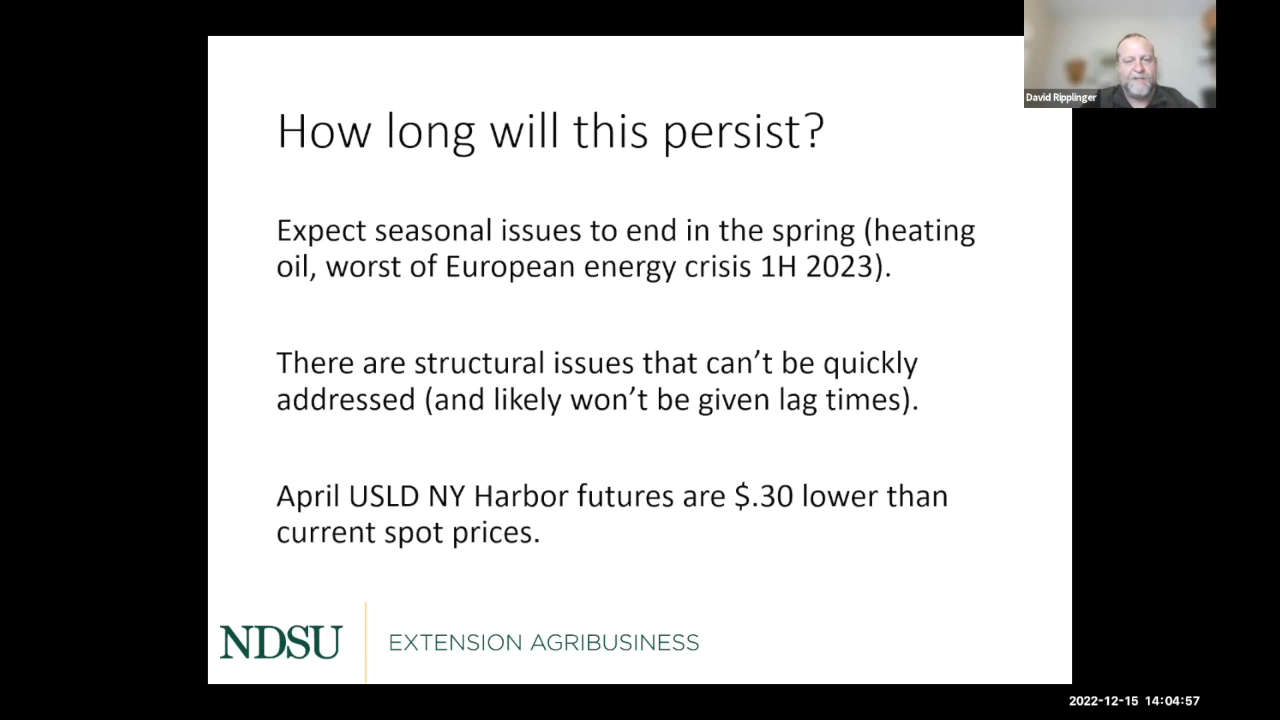 David Ripplinger
How long will this persist?
Expect seasonal issues to end in the spring (heating
oil, worst of European energy crisis 1H 2023).
There are structural issues that can’t be quickly
addressed (and likely won’t be given lag times).
April USLD NY Harbor futures are $.30 lower than
current spot prices.
NDSU
EXTENSION AGRIBUSINESS
2022-12-15 14:04:57